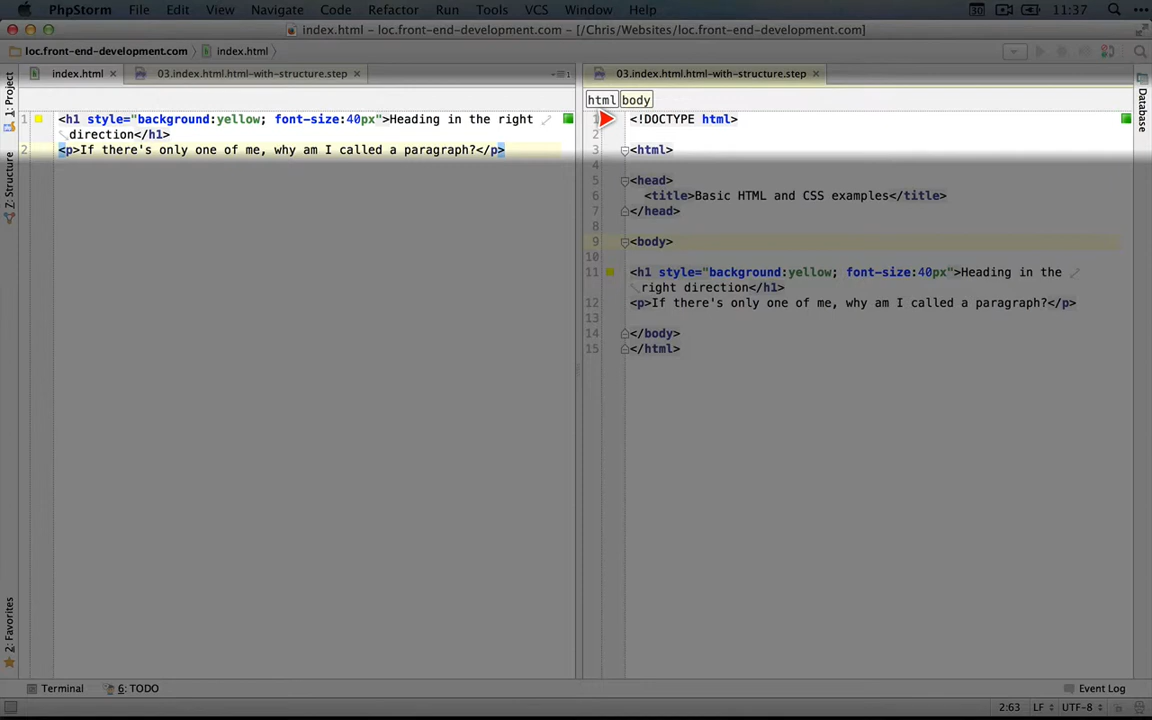 PhpStorm File Edit View Navigate Code Refactor Run Tools VCS Window Help 30 11:37
index.html - loc.front-end-development.com - [/Chris/Websites/loc.front-end-development.com]
loc.front-end-development.com index.html
index.html 03.index.html.html-with-structure.step 1
03.index.html.html-with-structure.step
1: Project
Z: Structure
2: Favorites
Database
1 <h1 style="background:yellow; font-size:40px">Heading in the right
direction</h1>
2 <p>If there's only one of me, why am I called a paragraph?</p>
html body
1 <!DOCTYPE html>
2
3 <html>
4
5 <head>
6 <title>Basic HTML and CSS examples</title>
7 </head>
8
9 <body>
10
11 <h1 style="background:yellow; font-size:40px">Heading in the
right direction</h1>
12 <p>If there's only one of me, why am I called a paragraph?</p>
13
14 </body>
15 </html>
Terminal 6: TODO Event Log
2:63 LF UTF-8